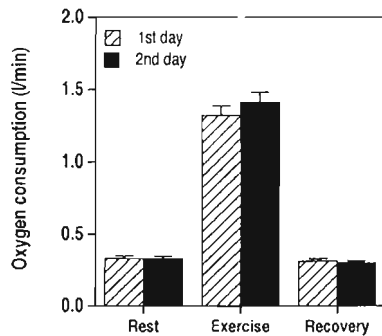 2.0
1st day
2nd day
1.5
1.0
0.5
0.0
Oxygen consumption (l/min)
Rest Exercise Recovery